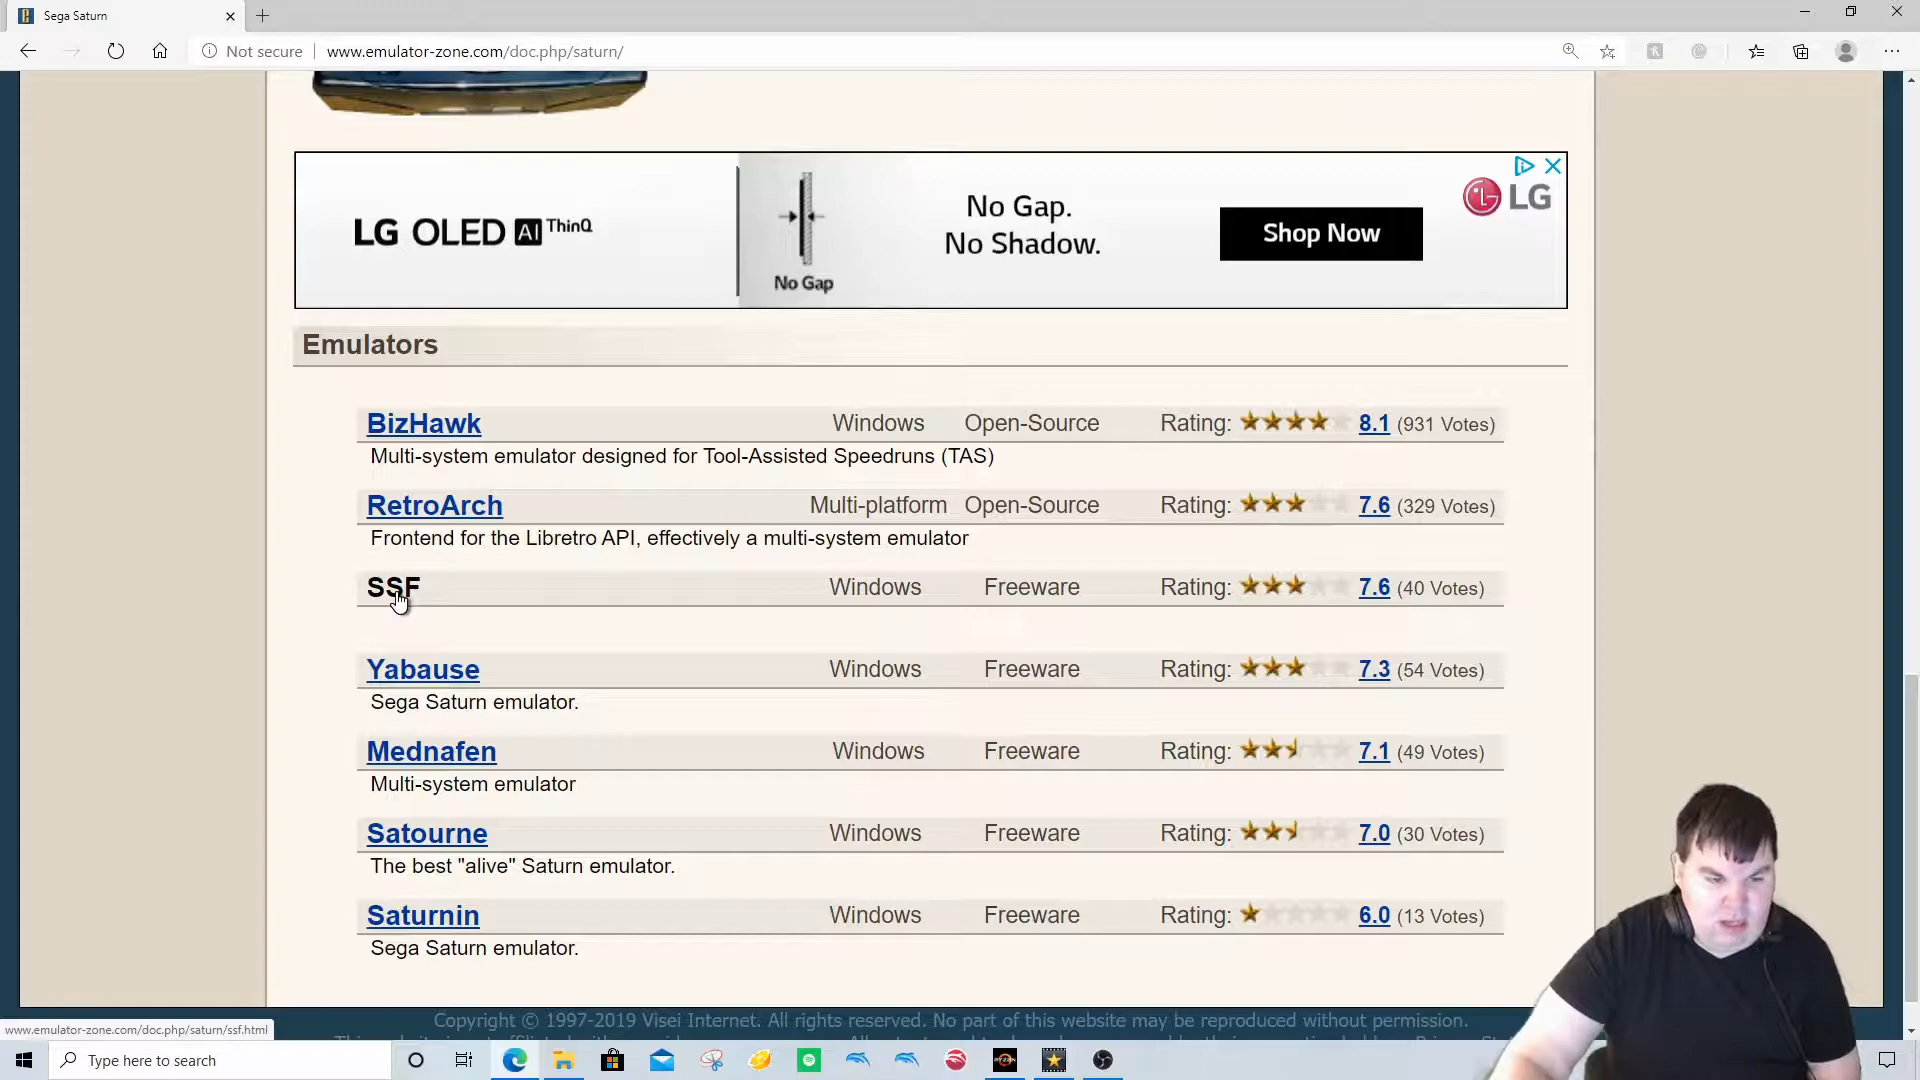 Sega Saturn
Not secure
www.emulator-zone.com/doc.php/saturn/
LG OLED AI ThinQ
No Gap
No Gap.
No Shadow.
Shop Now
LG
Emulators
BizHawk Windows Open-Source Rating: 8.1 (931 Votes)
Multi-system emulator designed for Tool-Assisted Speedruns (TAS)
RetroArch Multi-platform Open-Source Rating: 7.6 (329 Votes)
Frontend for the Libretro API, effectively a multi-system emulator
SSF Windows Freeware Rating: 7.6 (40 Votes)
Yabause Windows Freeware Rating: 7.3 (54 Votes)
Sega Saturn emulator.
Mednafen Windows Freeware Rating: 7.1 (49 Votes)
Multi-system emulator
Satourne Windows Freeware Rating: 7.0 (30 Votes)
The best "alive" Saturn emulator.
Saturnin Windows Freeware Rating: 6.0 (13 Votes)
Sega Saturn emulator.
www.emulator-zone.com/doc.php/saturn/ssf.html
Copyright © 1997-2019 Visei Internet. All rights reserved. No part of this website may be reproduced without permission.
Type here to search
RYZEN